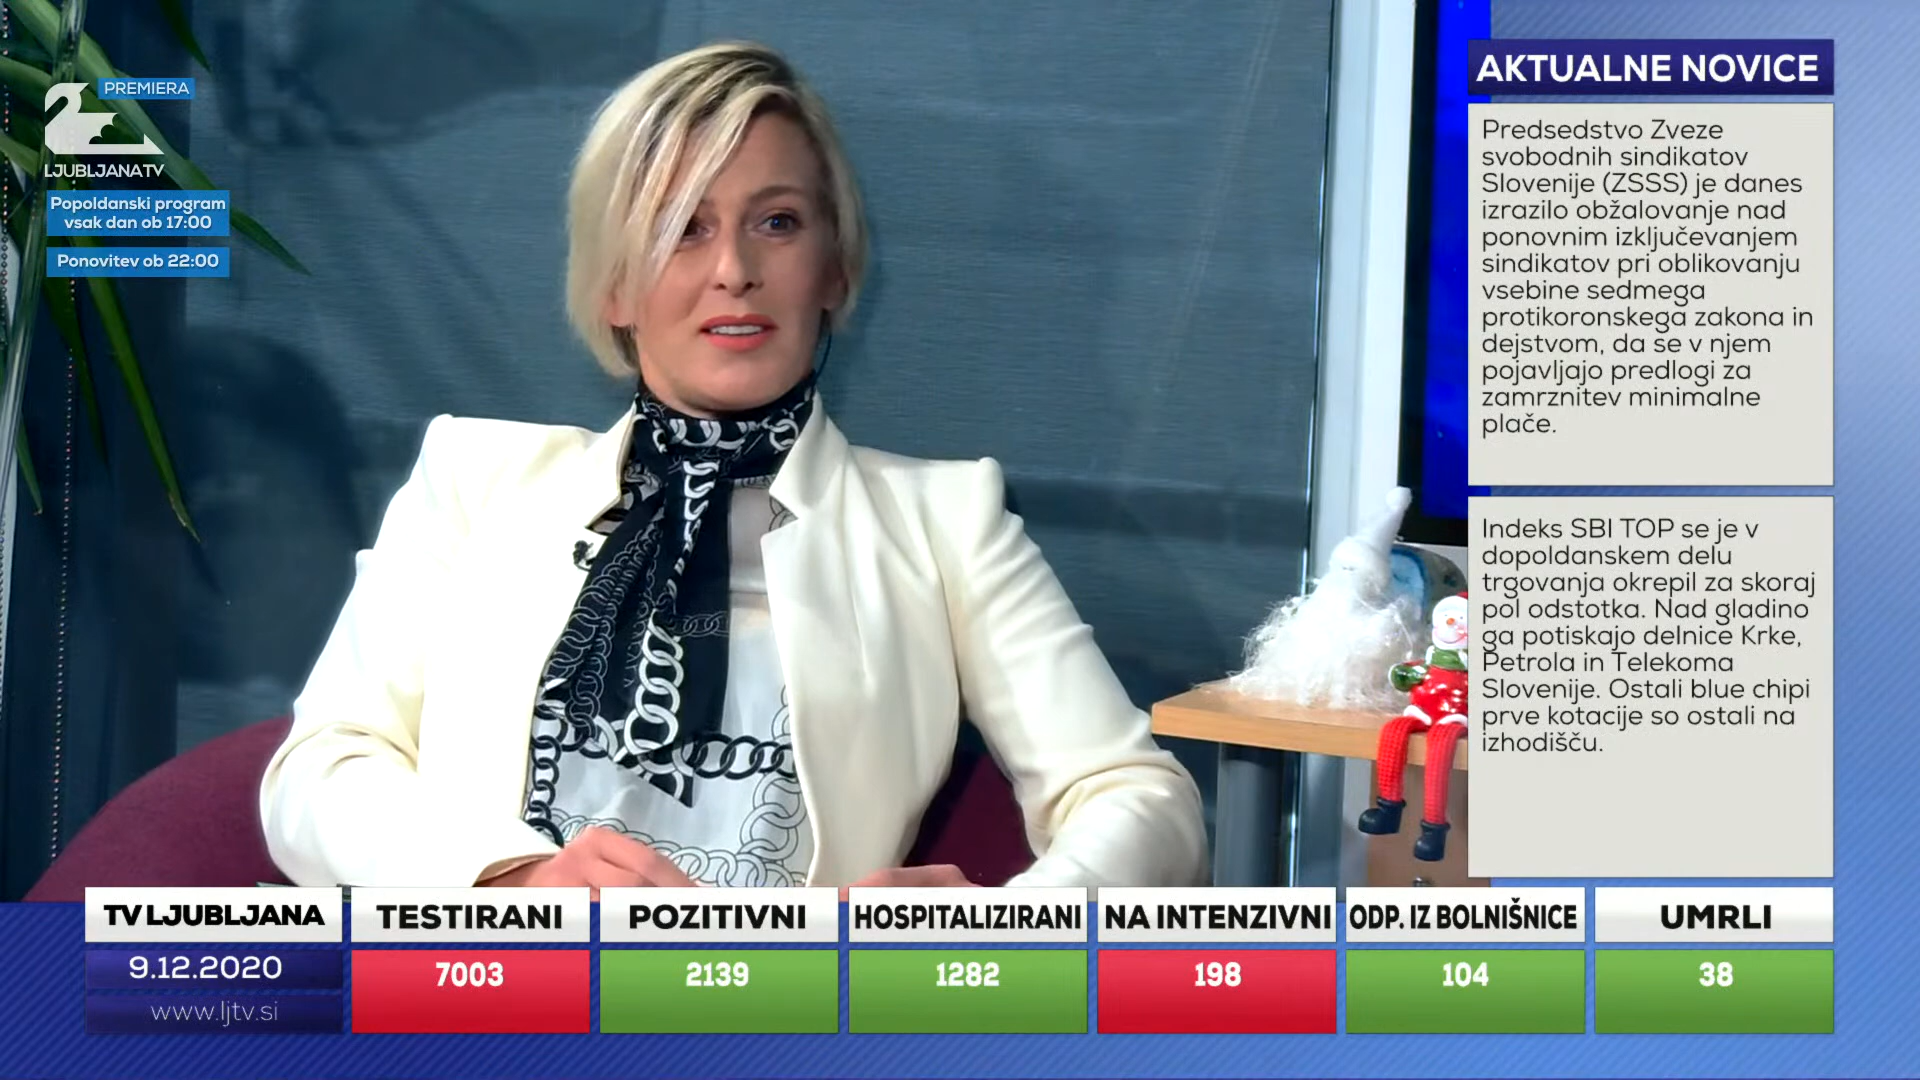 PREMIERA
LJUBLJANATV
Popoldanski program
vsak dan ob 17:00
Ponovitev ob 22:00
AKTUALNE NOVICE
Predsedstvo Zveze
svobodnih sindikatov
Slovenije (ZSSS) je danes
izrazilo obžalovanje nad
ponovnim izključevanjem
sindikatov pri oblikovanju
vsebine sedmega
protikoronskega zakona in
dejstvom, da se v njem
pojavljajo predlogi za
zamrznitev minimalne
plače.
Indeks SBI TOP se je v
dopoldanskem delu
trgovanja okrepil za skoraj
pol odstotka. Nad gladino
ga potiskajo delnice Krke,
Petrola in Telekoma
Slovenije. Ostali blue chipi
prve kotacije so ostali na
izhodišču.
TV LJUBLJANA
9.12.2020
www.ljtv.si
TESTIRANI
7003
POZITIVNI
2139
HOSPITALIZIRANI
1282
NA INTENZIVNI
198
ODP. IZ BOLNIŠNICE
104
UMRLI
38